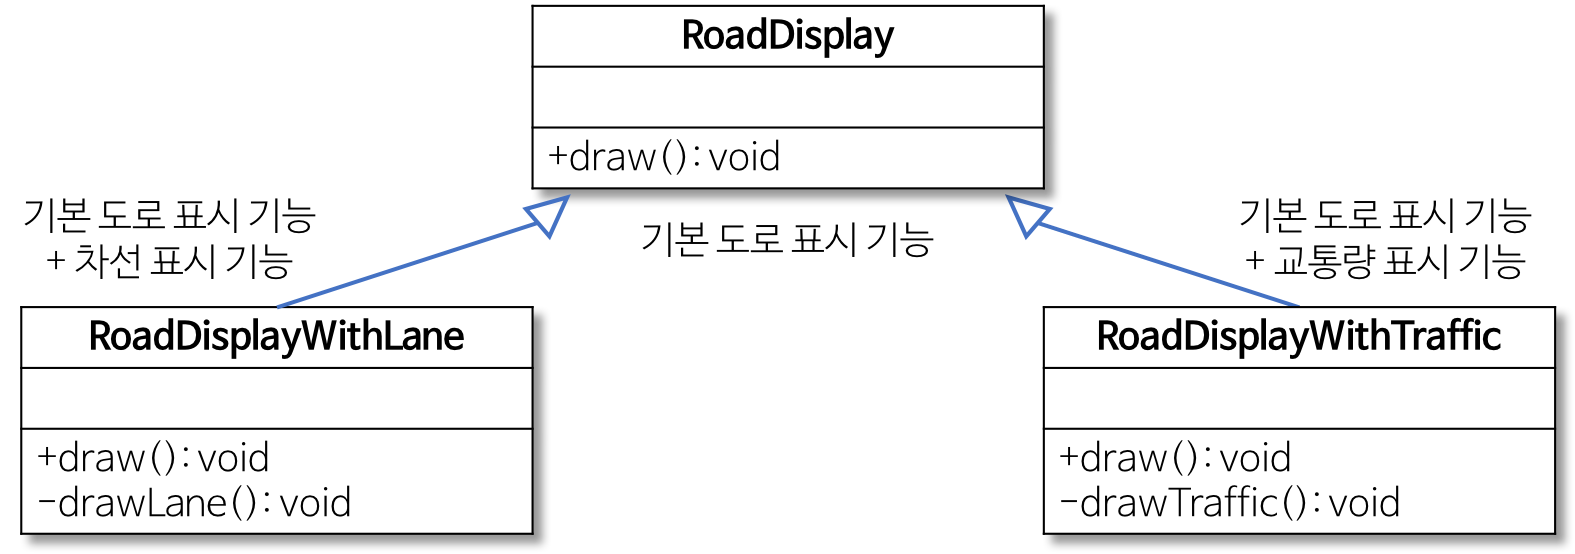 RoadDisplay
+draw(): void
기본 도로 표시 기능
+ 차선 표시 기능
기본 도로 표시 기능
기본 도로 표시 기능
+ 교통량 표시 기능
RoadDisplayWithLane
+draw(): void
-drawLane(): void
RoadDisplayWithTraffic
+draw(): void
-drawTraffic(): void